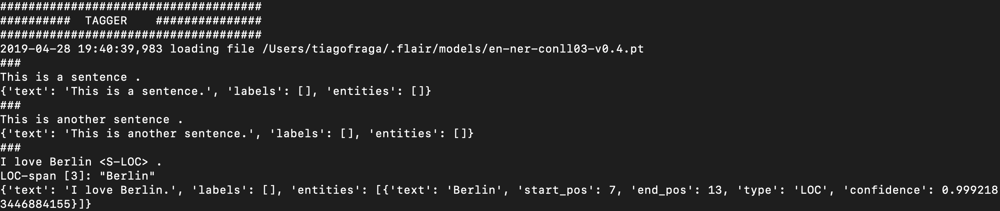 #####################################
##########  TAGGER    ###############
#####################################
2019-04-28 19:40:39,983 loading file /Users/tiagofraga/.flair/models/en-ner-conll03-v0.4.pt
###
This is a sentence .
{'text': 'This is a sentence.', 'labels': [], 'entities': []}
###
This is another sentence .
{'text': 'This is another sentence.', 'labels': [], 'entities': []}
###
I love Berlin <S-LOC> .
LOC-span [3]: "Berlin"
{'text': 'I love Berlin.', 'labels': [], 'entities': [{'text': 'Berlin', 'start_pos': 7, 'end_pos': 13, 'type': 'LOC', 'confidence': 0.999218
3446884155}]}